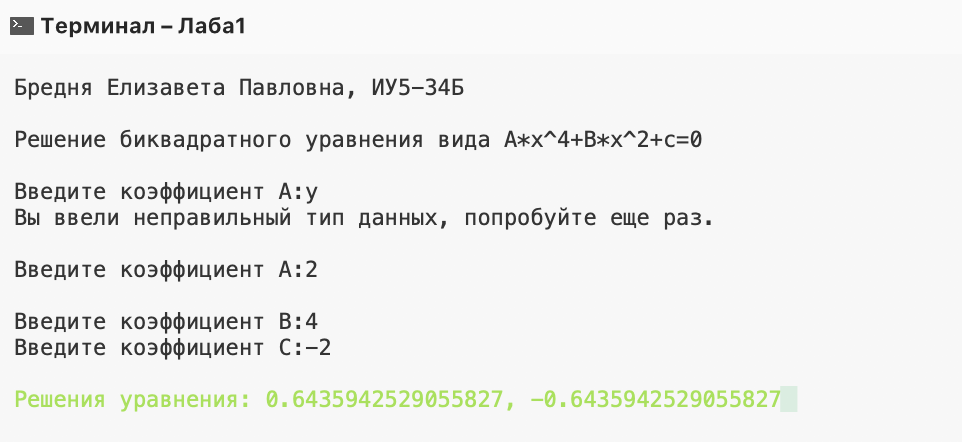 Терминал – Лаба1
Бредня Елизавета Павловна, ИУ5-34Б
Решение биквадратного уравнения вида A*x^4+B*x^2+c=0
Введите коэффициент A:y
Вы ввели неправильный тип данных, попробуйте еще раз.
Введите коэффициент A:2
Введите коэффициент B:4
Введите коэффициент C:-2
Решения уравнения: 0.6435942529055827, -0.6435942529055827